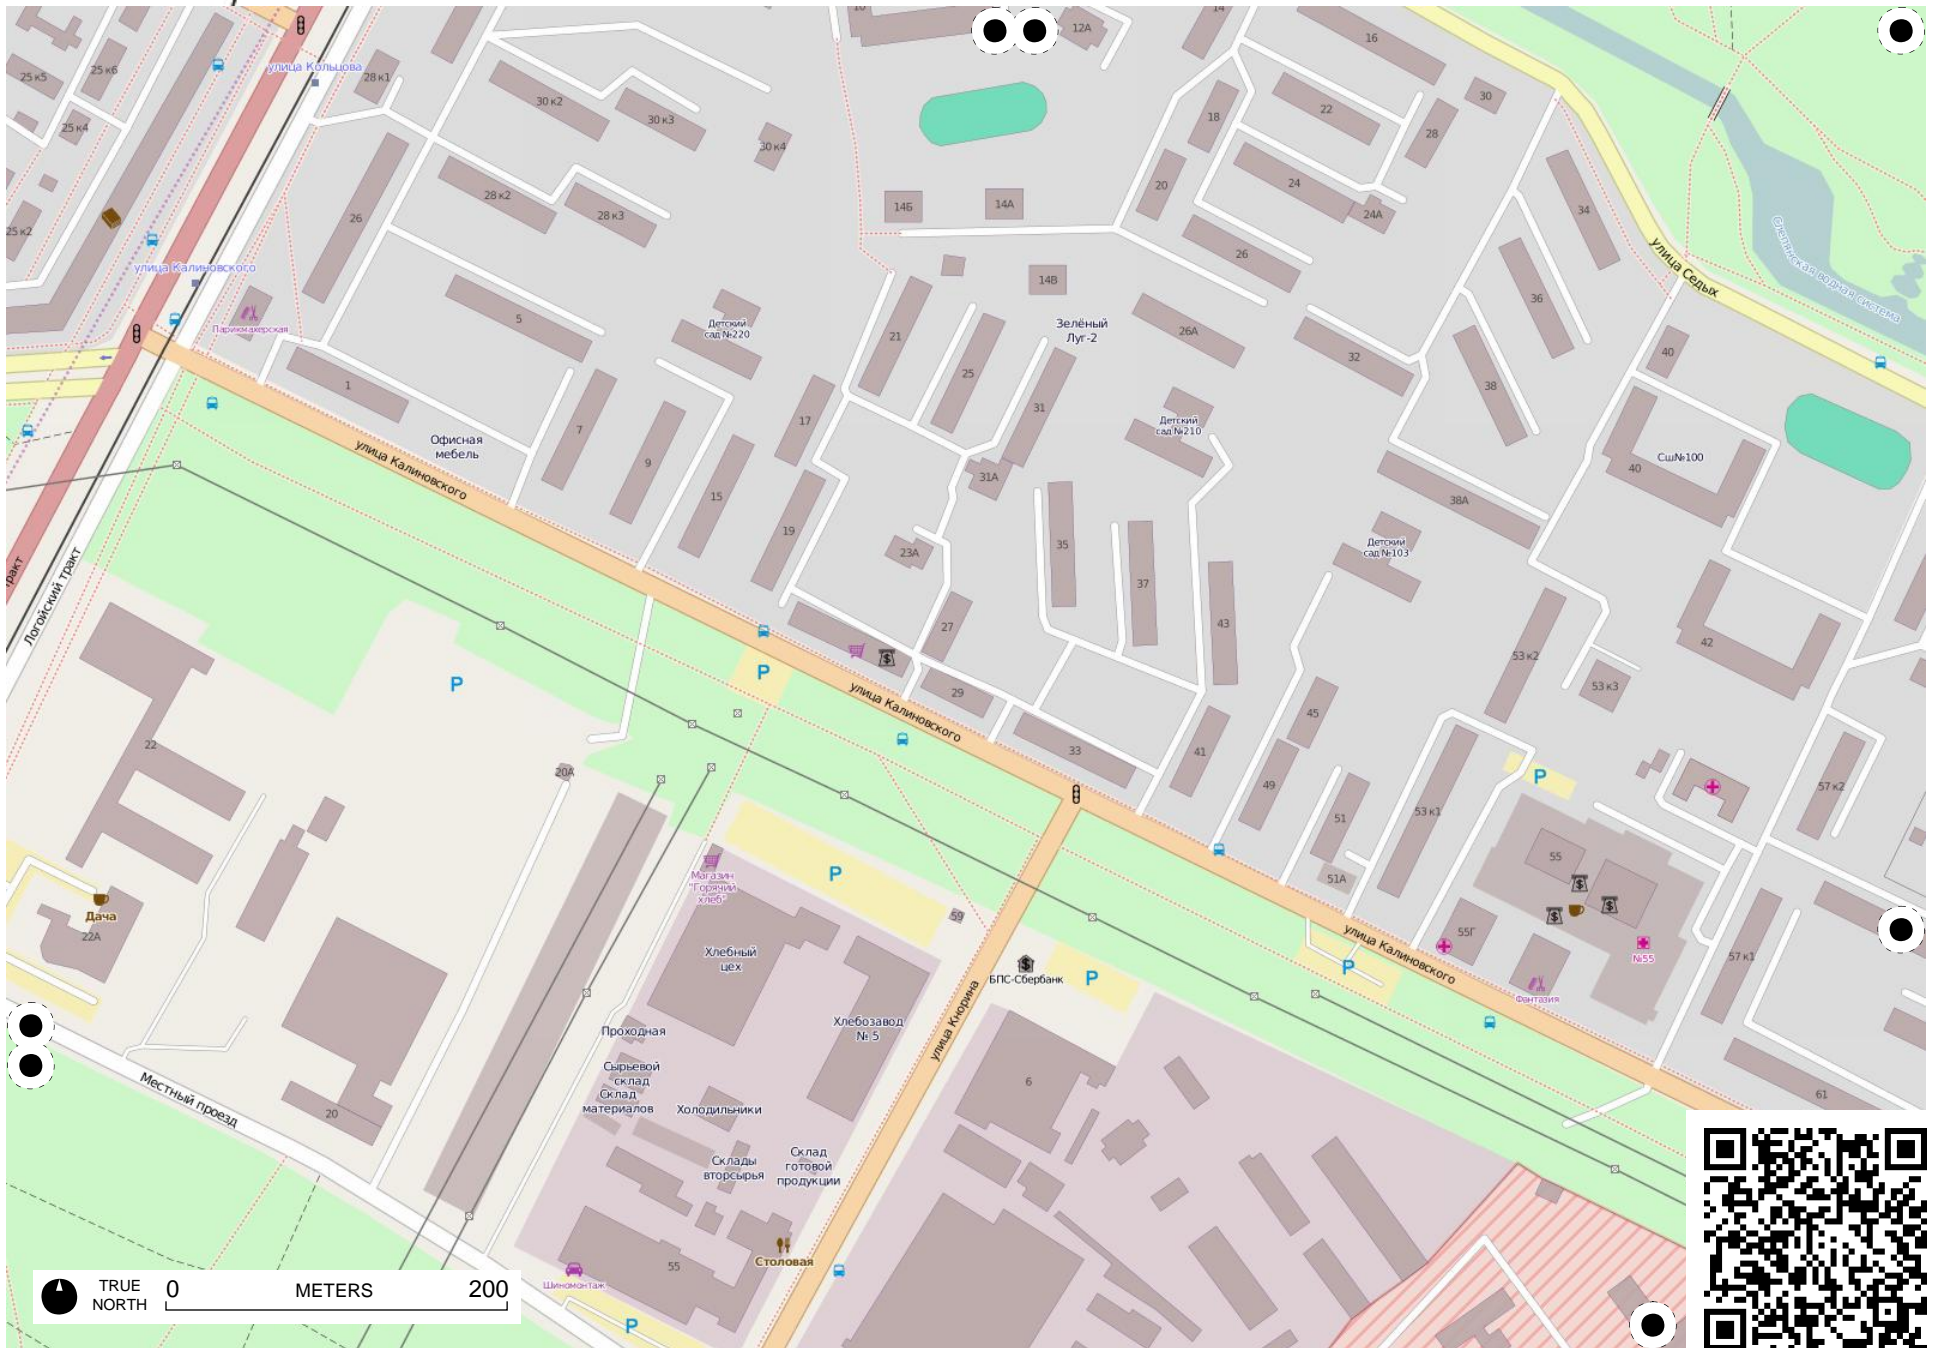 10
12А
14
16
25 к5
25 к6
улица Кольцова
28 к1
30 к2
30 к3
18
22
30
28
25 к4
30 к4
20
24
34
14Б
14А
24А
26
28 к2
28 к3
25 к2
26
Слепянская водная система
улица Седых
улица Калиновского
14В
36
Парикмахерская
5
Детский
сад №220
21
Зелёный
Луг-2
26А
32
40
1
25
38
31
Детский
сад №210
17
7
Офисная
мебель
улица Калиновского
9
Сш№100
40
31А
15
38А
19
23А
35
Детский
сад №103
ракт
Логойский тракт
37
43
27
42
53 к2
53 к3
29
улица Калиновского
P
P
45
22
33
41
20А
49
P
57 к2
51
53 к1
55
P
Магазин
"Горячий
хлеб"
51А
Дача
22А
59
55Г
улица Калиновского
№55
57 к1
Хлебный
цех
БПС-Сбербанк
P
P
Фантазия
Проходная
Хлебозавод
№ 5
улица Кнорина
Сырьевой
склад
Склад
материалов
Холодильники
6
Местный проезд
20
61
Склады
вторсырья
Склад
готовой
продукции
Столовая
55
Шиномонтаж
P
TRUE
NORTH
0 METERS 200